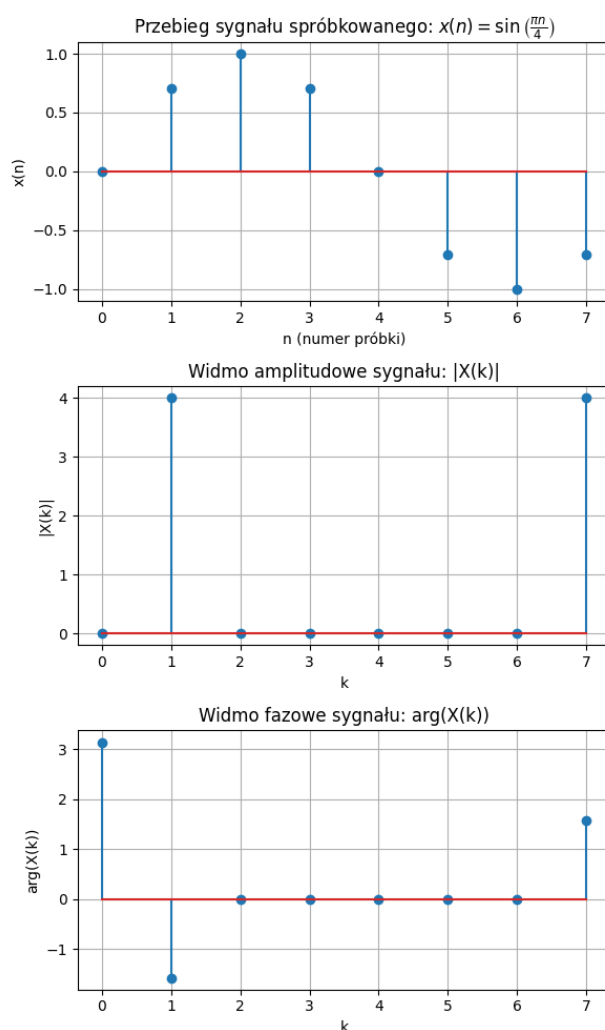 Przebieg sygnału spróbkowanego: x(n) = sin (πn/4)
1.0
0.5
0.0
−0.5
−1.0
x(n)
0 1 2 3 4 5 6 7
n (numer próbki)
Widmo amplitudowe sygnału: |X(k)|
4
3
2
1
0
|X(k)|
0 1 2 3 4 5 6 7
k
Widmo fazowe sygnału: arg(X(k))
3
2
1
0
−1
arg(X(k))
0 1 2 3 4 5 6 7
k